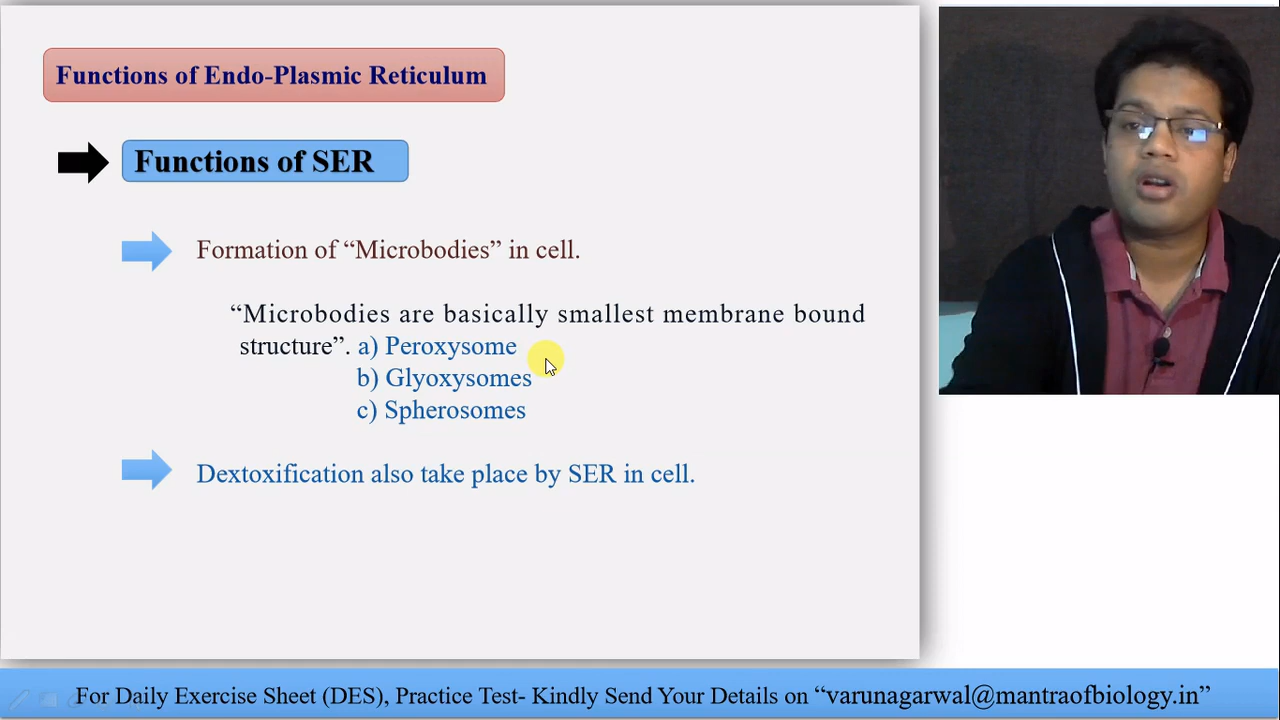 Functions of Endo-Plasmic Reticulum
Functions of SER
Formation of “Microbodies” in cell.
“Microbodies are basically smallest membrane bound
structure”. a) Peroxysome
b) Glyoxysomes
c) Spherosomes
Dextoxification also take place by SER in cell.
For Daily Exercise Sheet (DES), Practice Test- Kindly Send Your Details on “varunagarwal@mantraofbiology.in”